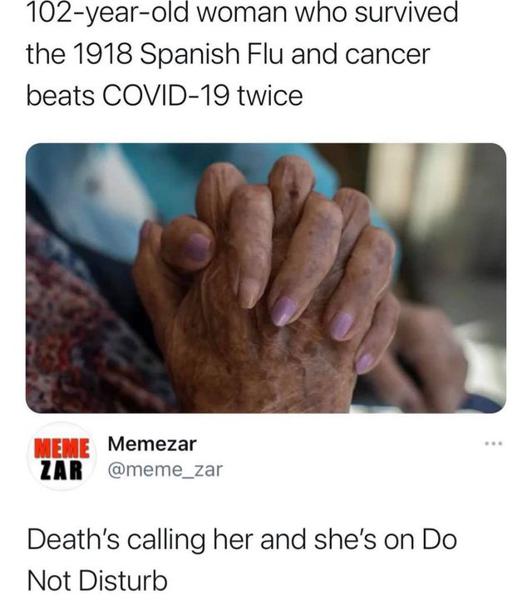 102-year-old woman who survived
the 1918 Spanish Flu and cancer
beats COVID-19 twice
MEME
ZAR
Memezar
@meme_zar
Death's calling her and she's on Do
Not Disturb